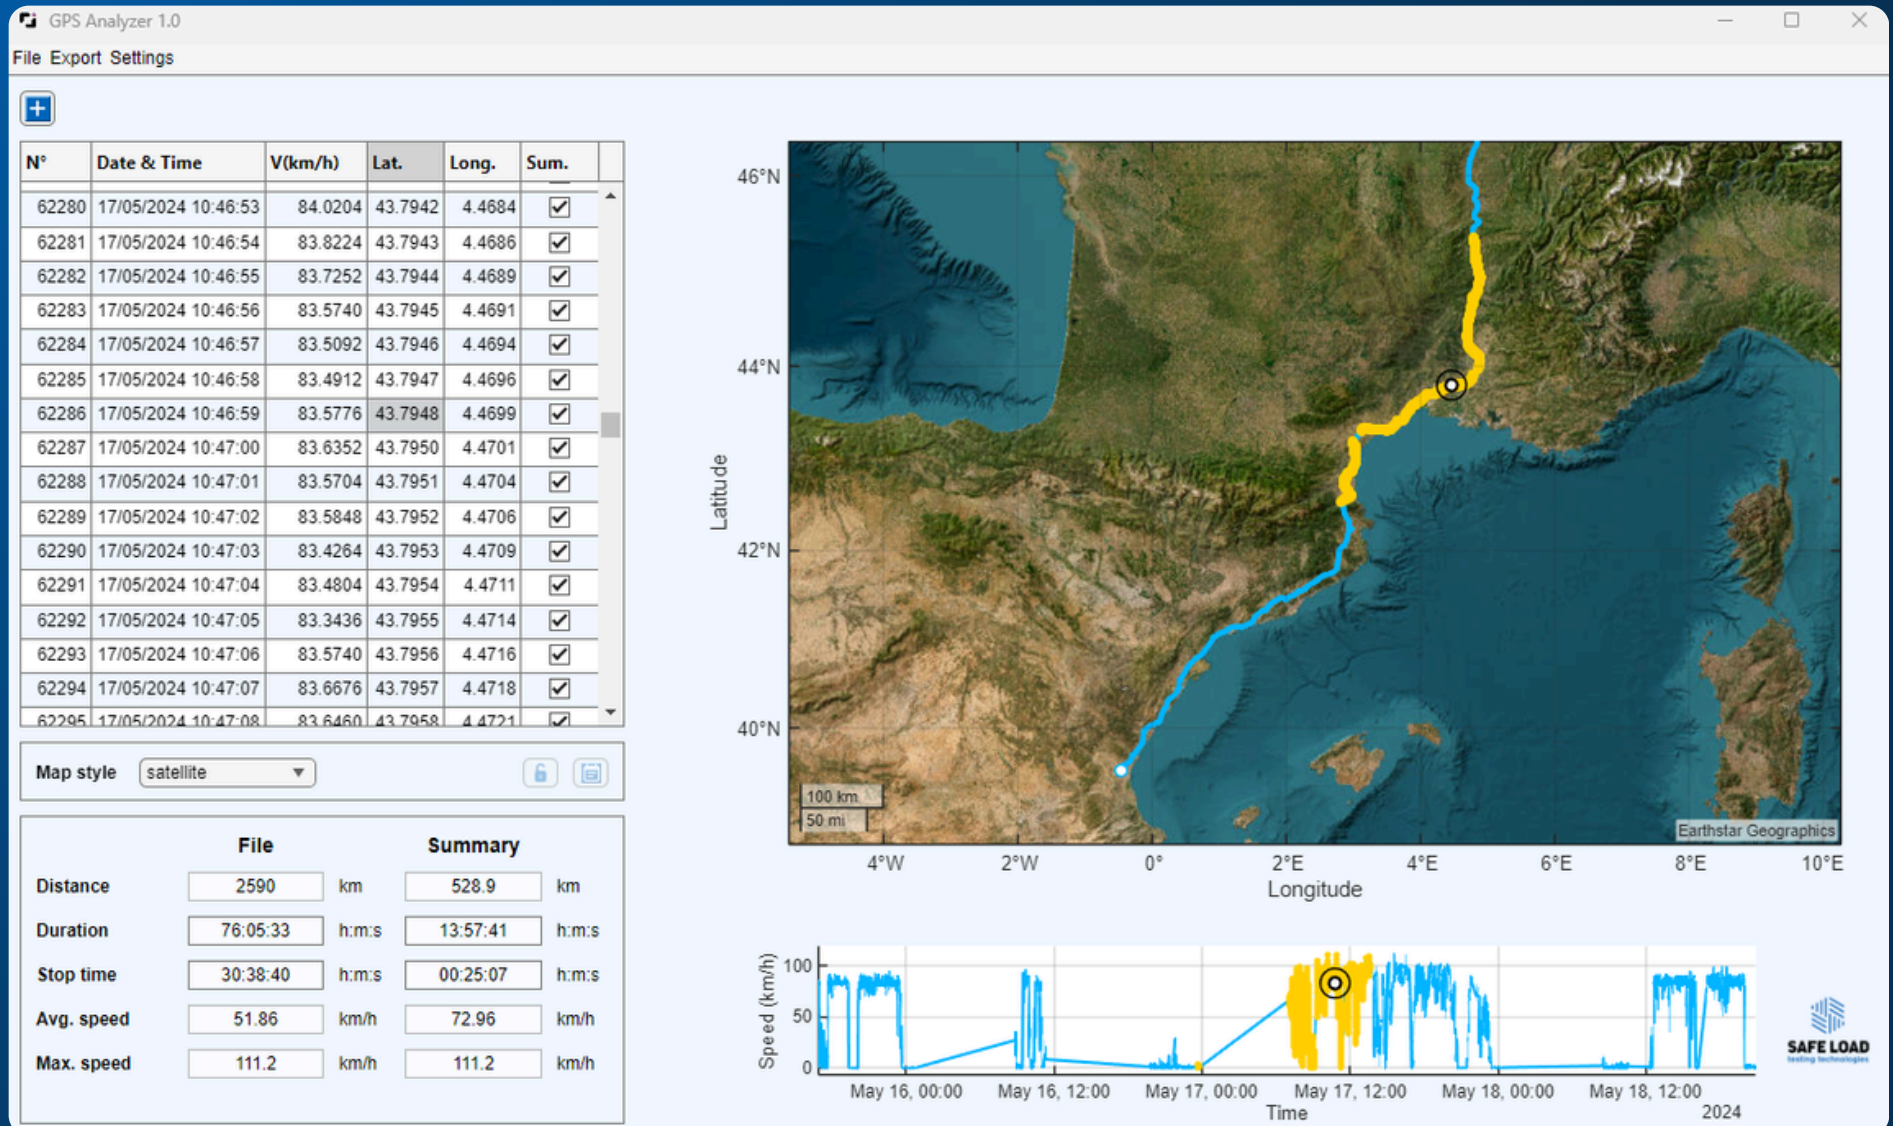 GPS Analyzer 1.0
File Export Settings
N° Date & Time V(km/h) Lat. Long. Sum.
62280 17/05/2024 10:46:53 84.0204 43.7942 4.4684
62281 17/05/2024 10:46:54 83.8224 43.7943 4.4686
62282 17/05/2024 10:46:55 83.7252 43.7944 4.4689
62283 17/05/2024 10:46:56 83.5740 43.7945 4.4691
62284 17/05/2024 10:46:57 83.5092 43.7946 4.4694
62285 17/05/2024 10:46:58 83.4912 43.7947 4.4696
62286 17/05/2024 10:46:59 83.5776 43.7948 4.4699
62287 17/05/2024 10:47:00 83.6352 43.7950 4.4701
62288 17/05/2024 10:47:01 83.5704 43.7951 4.4704
62289 17/05/2024 10:47:02 83.5848 43.7952 4.4706
62290 17/05/2024 10:47:03 83.4264 43.7953 4.4709
62291 17/05/2024 10:47:04 83.4804 43.7954 4.4711
62292 17/05/2024 10:47:05 83.3436 43.7955 4.4714
62293 17/05/2024 10:47:06 83.5740 43.7956 4.4716
62294 17/05/2024 10:47:07 83.6676 43.7957 4.4718
62295 17/05/2024 10:47:08 83.6460 43.7958 4.4721
Map style satellite
File Summary
Distance 2590 km 528.9 km
Duration 76:05:33 h:m:s 13:57:41 h:m:s
Stop time 30:38:40 h:m:s 00:25:07 h:m:s
Avg. speed 51.86 km/h 72.96 km/h
Max. speed 111.2 km/h 111.2 km/h
Latitude
46°N
44°N
42°N
40°N
100 km
50 mi
Earthstar Geographics
4°W 2°W 0° 2°E 4°E 6°E 8°E 10°E
Longitude
Speed (km/h)
100
50
0
May 16, 00:00 May 16, 12:00 May 17, 00:00 May 17, 12:00 May 18, 00:00 May 18, 12:00
Time
2024
SAFE LOAD
testing technologies